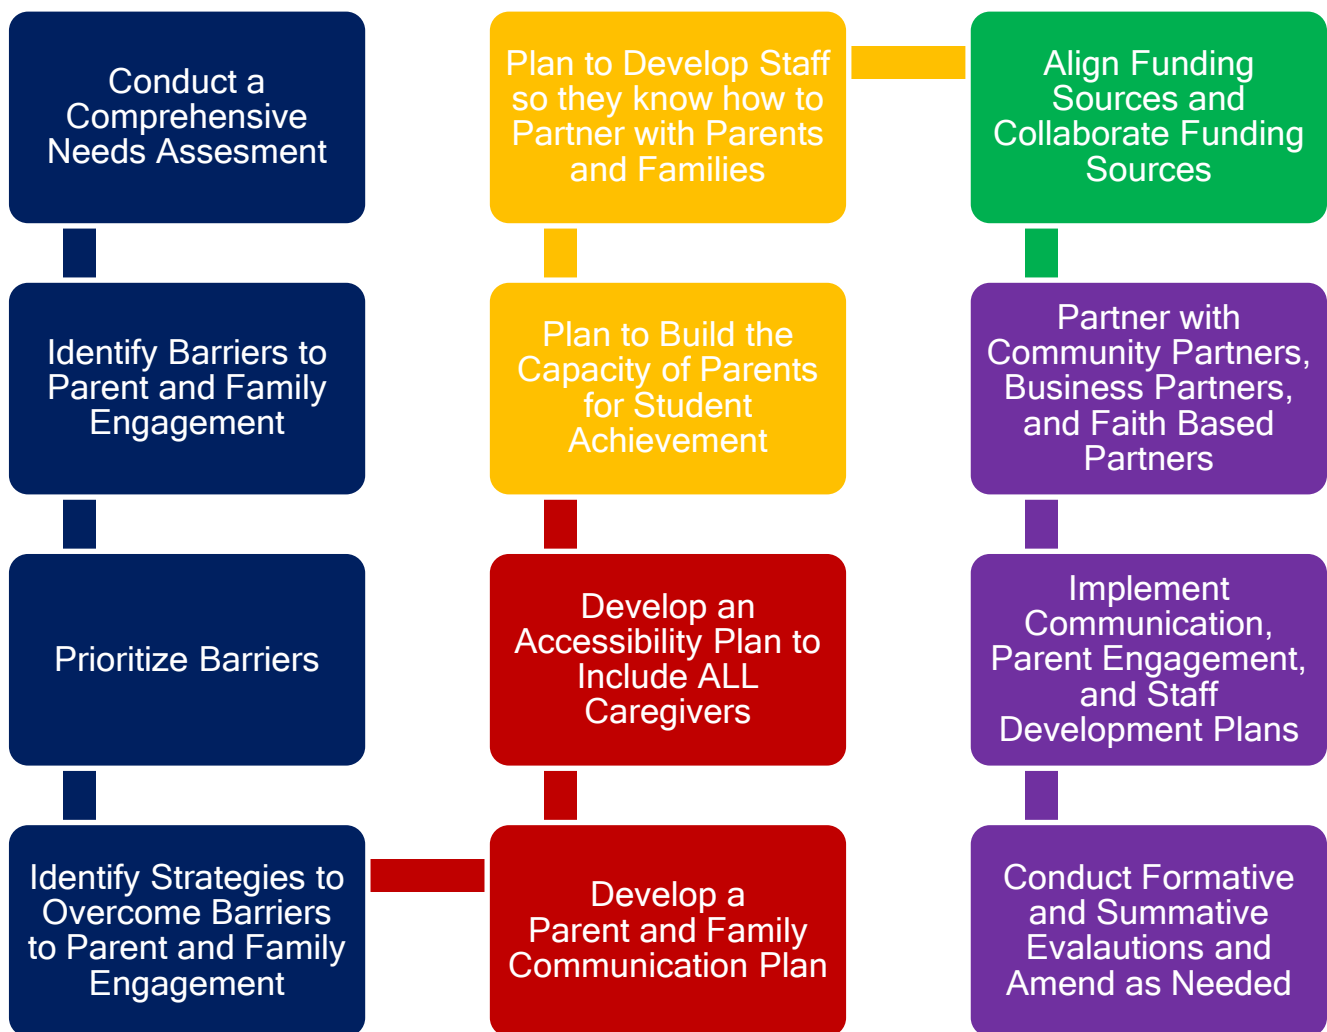 Conduct a
Comprehensive
Needs Assesment
Identify Barriers to
Parent and Family
Engagement
Prioritize Barriers
Identify Strategies to
Overcome Barriers
to Parent and Family
Engagement
Develop a
Parent and Family
Communication Plan
Develop an
Accessibility Plan to
Include ALL
Caregivers
Plan to Build the
Capacity of Parents
for Student
Achievement
Plan to Develop Staff
so they know how to
Partner with Parents
and Families
Align Funding
Sources and
Collaborate Funding
Sources
Partner with
Community Partners,
Business Partners,
and Faith Based
Partners
Implement
Communication,
Parent Engagement,
and Staff
Development Plans
Conduct Formative
and Summative
Evalautions and
Amend as Needed